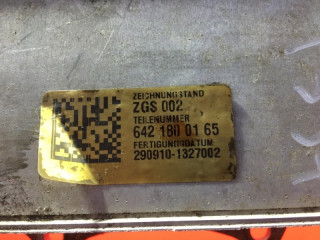 ZEICHNUNGSTAND
ZGS 002
TEILENUMMER
642 180 01 65
FERTIGUNGSDATUM
290910-1327002